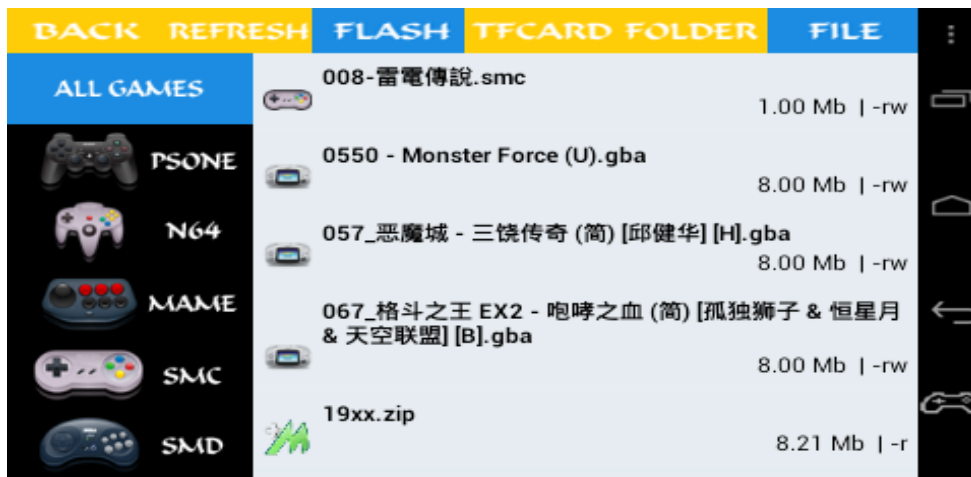 BACK REFRESH FLASH TFCARD FOLDER FILE
ALL GAMES
PSONE
N64
MAME
SMC
SMD
008-雷電傳說.smc
1.00 Mb | -rw
0550 - Monster Force (U).gba
8.00 Mb | -rw
057_恶魔城 - 三饶传奇 (简) [邱健华] [H].gba
8.00 Mb | -rw
067_格斗之王 EX2 - 咆哮之血 (简) [孤独狮子 & 恒星月
& 天空联盟] [B].gba
8.00 Mb | -rw
19xx.zip
8.21 Mb | -r